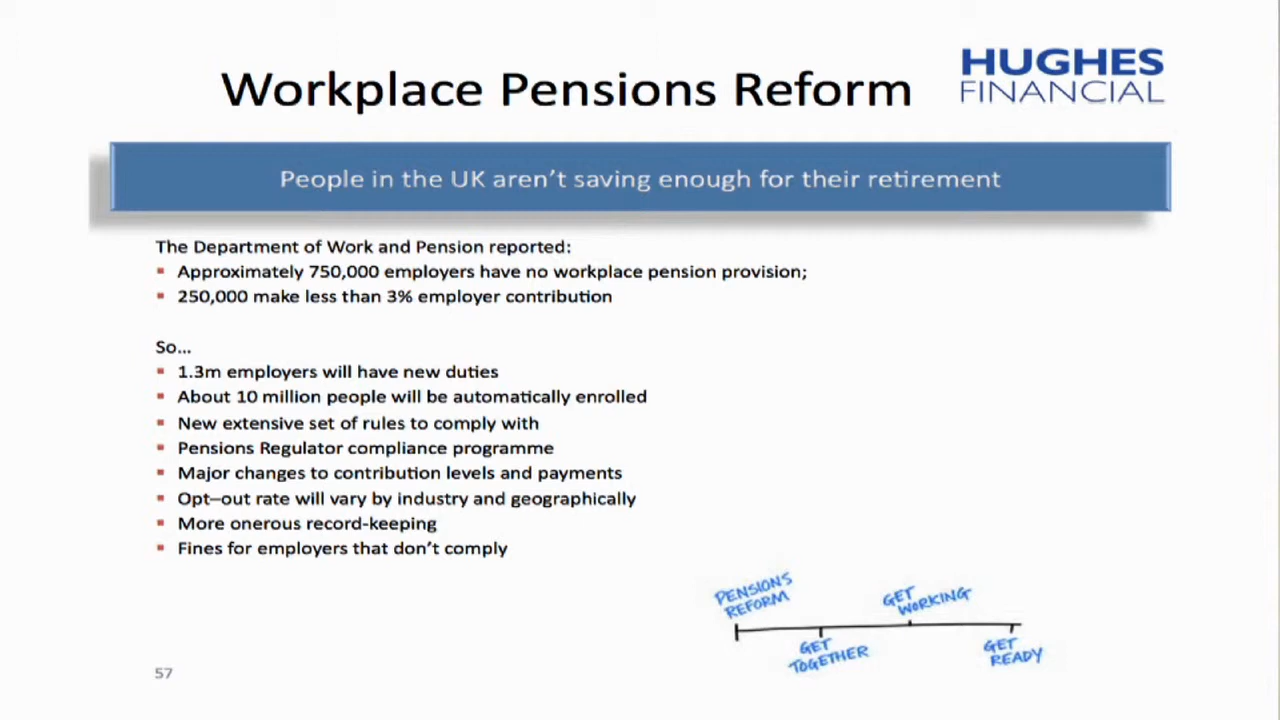 Workplace Pensions Reform
HUGHES
FINANCIAL
People in the UK aren't saving enough for their retirement
The Department of Work and Pension reported:
▪ Approximately 750,000 employers have no workplace pension provision;
▪ 250,000 make less than 3% employer contribution
So...
▪ 1.3m employers will have new duties
▪ About 10 million people will be automatically enrolled
▪ New extensive set of rules to comply with
▪ Pensions Regulator compliance programme
▪ Major changes to contribution levels and payments
▪ Opt–out rate will vary by industry and geographically
▪ More onerous record-keeping
▪ Fines for employers that don't comply
PENSIONS
REFORM
GET
TOGETHER
GET
WORKING
GET
READY
57